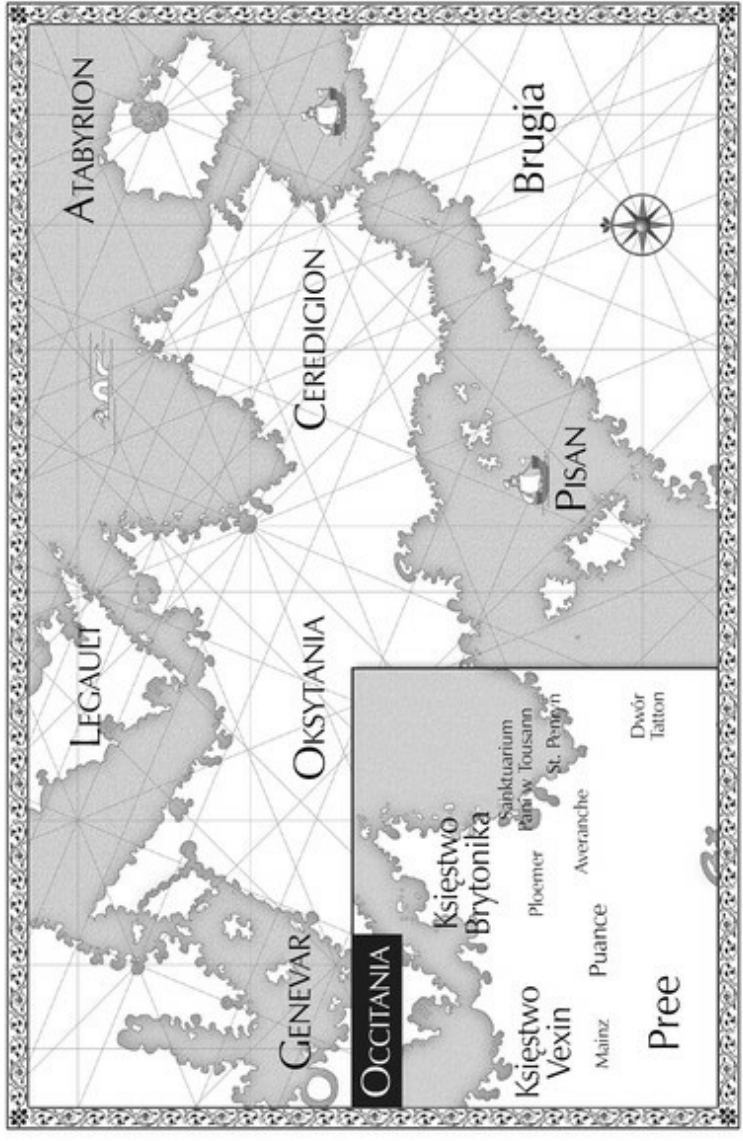 LEGAULT
ATABYRION
GENEVAR
OKSYTANIA
CEREDIGION
Brugia
PISAN
OCCITANIA
Księstwo
Brytonika
Sanktuarium
Pani w Tousann
Księstwo
Vexin
Ploemer
St. Penryn
Averanche
Mainz
Puance
Dwór
Tatton
Pree